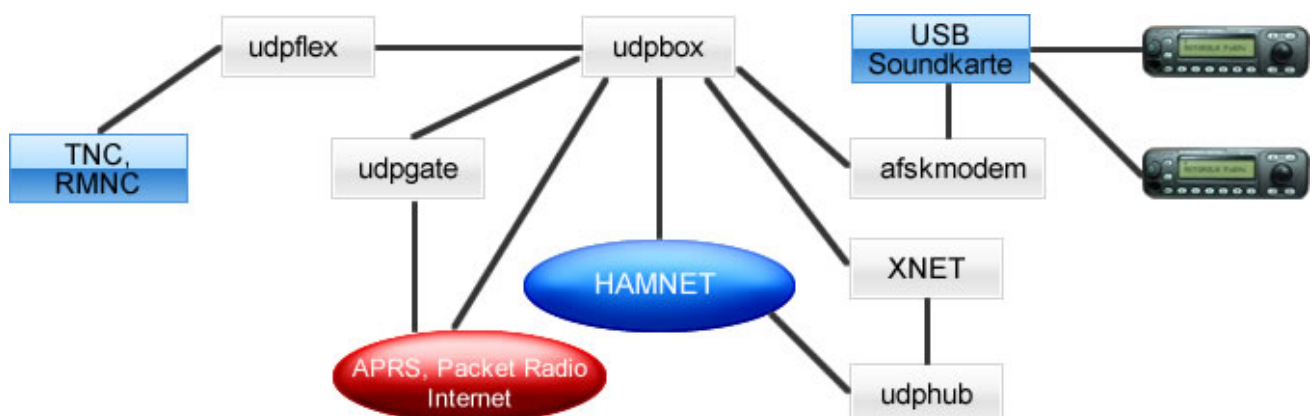 udpflex
udpbox
USB
Soundkarte
TNC,
RMNC
udpgate
afskmodem
HAMNET
XNET
APRS, Packet Radio
Internet
udphub